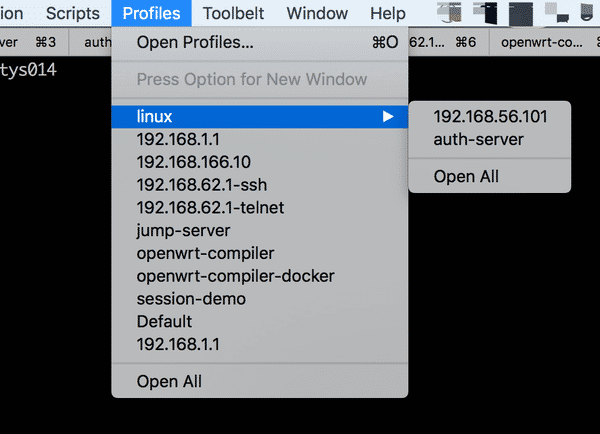 ion Scripts Profiles Toolbelt Window Help
ver ⌘3 auth 62.1... ⌘6 openwrt-co...
ttys014
Open Profiles... ⌘O
Press Option for New Window
linux ▶
192.168.56.101
auth-server
Open All
192.168.1.1
192.168.166.10
192.168.62.1-ssh
192.168.62.1-telnet
jump-server
openwrt-compiler
openwrt-compiler-docker
session-demo
Default
192.168.1.1
Open All